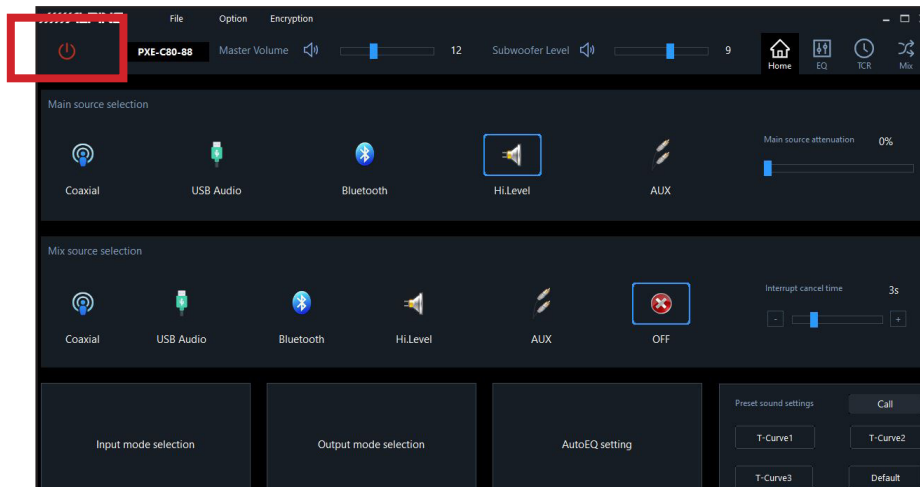 File Option Encryption
PXE-C80-88 Master Volume 12 Subwoofer Level 9 Home EQ TCR Mix
Main source selection
Main source attenuation 0%
Coaxial USB Audio Bluetooth Hi.Level AUX
Mix source selection
Interrupt cancel time 3s
- +
Coaxial USB Audio Bluetooth Hi.Level AUX OFF
Preset sound settings Call
Input mode selection Output mode selection AutoEQ setting T-Curve1 T-Curve2
T-Curve3 Default